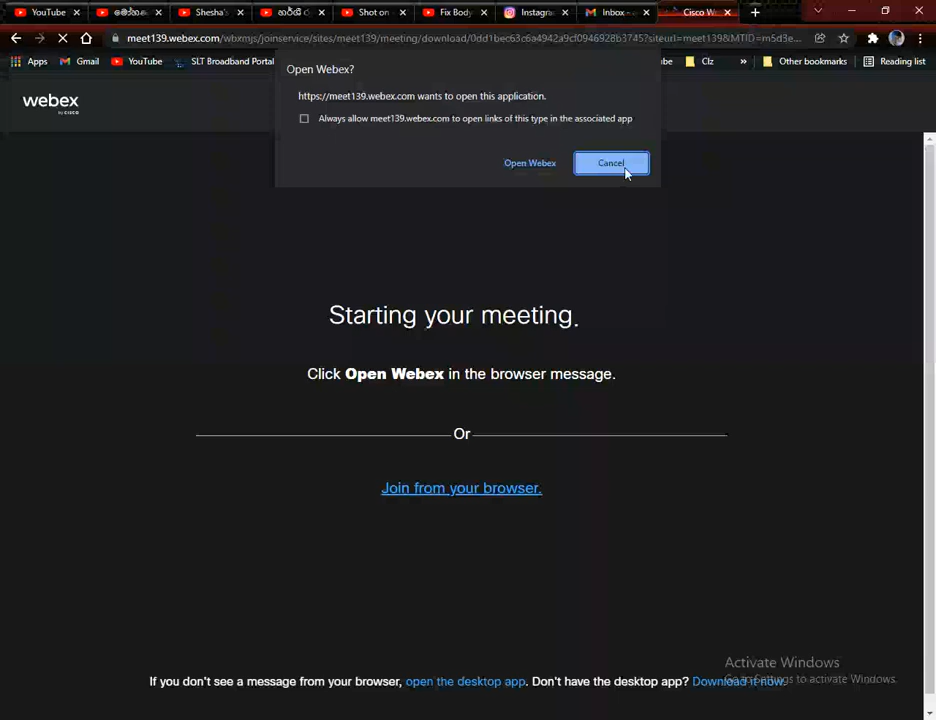 YouTube
Shesha's
Shot on
Fix Body
Instagra
Inbox -
Cisco We
meet139.webex.com/wbxmjs/joinservice/sites/meet139/meeting/download/
Apps
Gmail
YouTube
SLT Broadband Portal
Clz
»
Other bookmarks
Reading list
webex
by CISCO
Open Webex?
https://meet139.webex.com wants to open this application.
Always allow meet139.webex.com to open links of this type in the associated app
Open Webex
Cancel
Starting your meeting.
Click Open Webex in the browser message.
Or
Join from your browser.
Activate Windows
Go to Settings to activate Windows.
If you don't see a message from your browser, open the desktop app. Don't have the desktop app? Download it now.